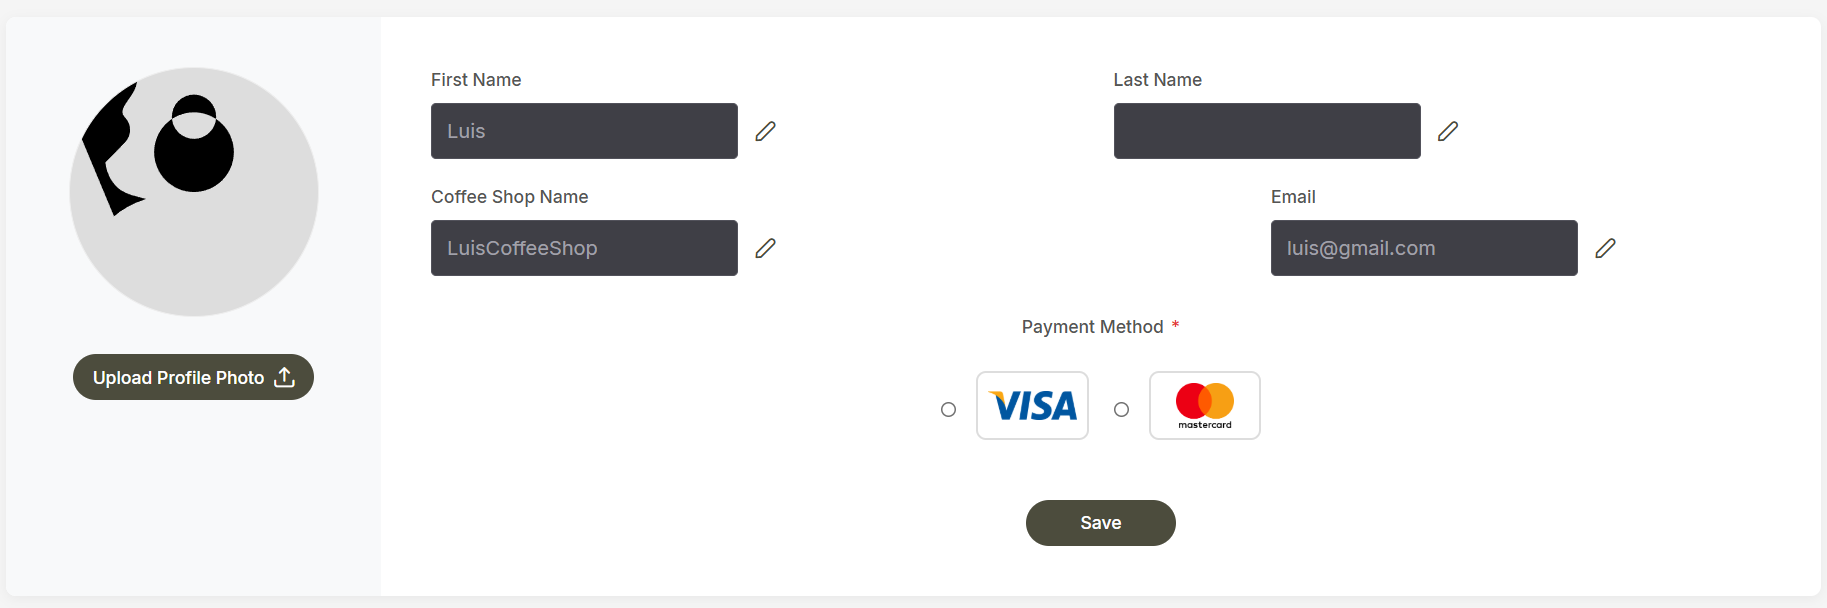 First Name
Last Name
Luis
Coffee Shop Name
Email
LuisCoffeeShop
luis@gmail.com
Payment Method *
Upload Profile Photo
VISA
mastercard
Save